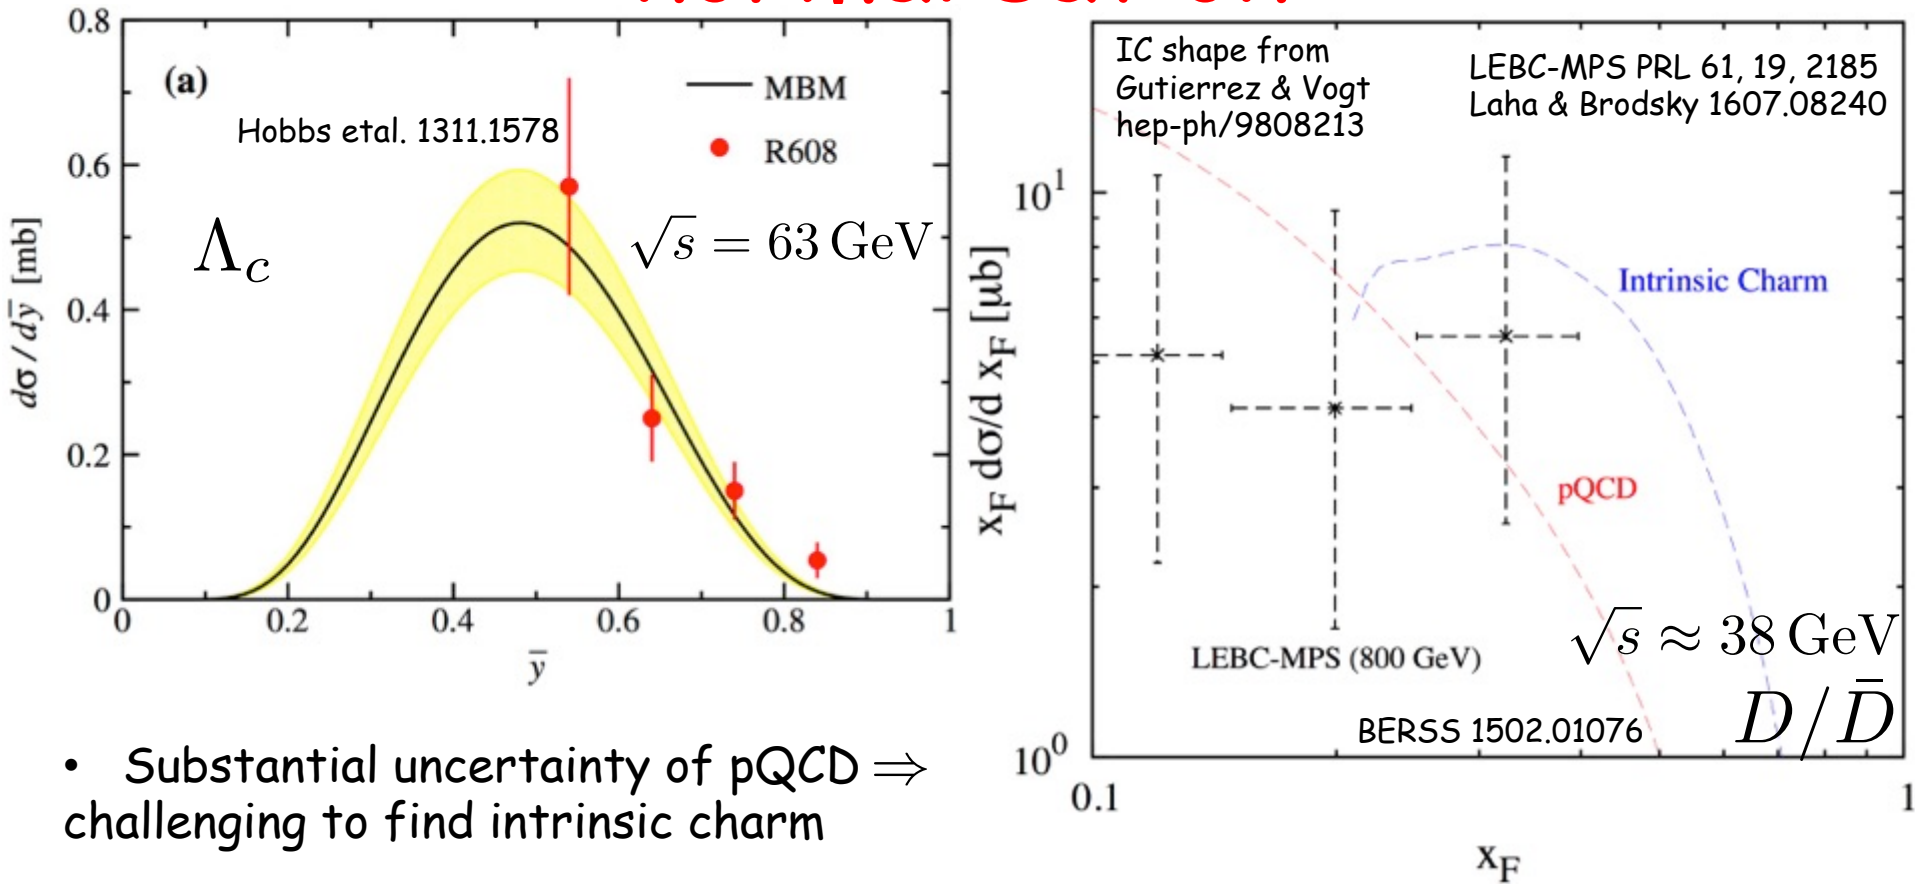 0.8
0.6
0.4
0.2
0
dσ / dy̅ [mb]
(a)
MBM
R608
Hobbs etal. 1311.1578
Λc
√s = 63 GeV
0 0.2 0.4 0.6 0.8 1
y̅
• Substantial uncertainty of pQCD ⇒
challenging to find intrinsic charm
IC shape from
Gutierrez & Vogt
hep-ph/9808213
LEBC-MPS PRL 61, 19, 2185
Laha & Brodsky 1607.08240
10¹
10⁰
x_F dσ/d x_F [μb]
Intrinsic Charm
pQCD
√s ≈ 38 GeV
LEBC-MPS (800 GeV)
D/D̄
BERSS 1502.01076
0.1 1
x_F